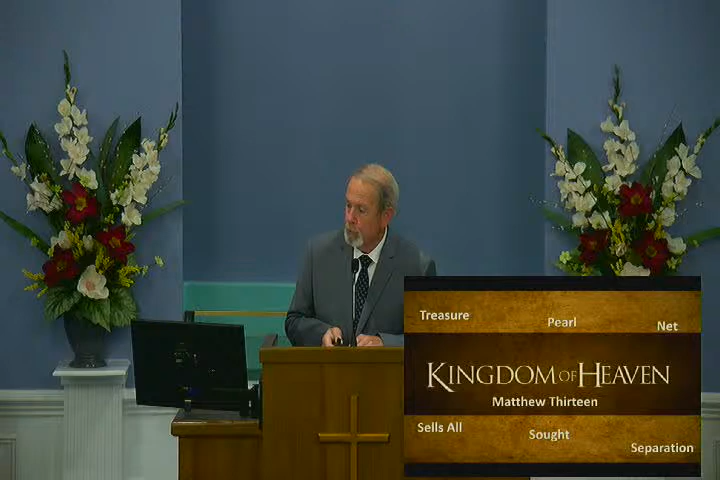 Treasure
Pearl
Net
KINGDOM OF HEAVEN
Matthew Thirteen
Sells All
Sought
Separation